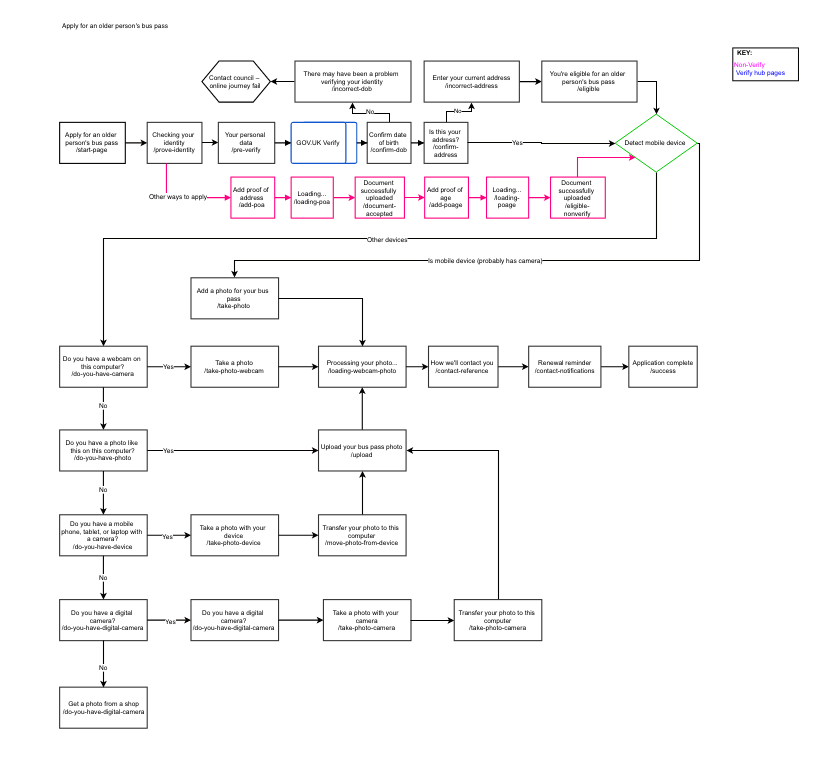 Apply for an older person's bus pass
KEY:
Non-Verify
Verify hub pages
Contact council –
online journey fail
There may have been a problem
verifying your identity
/incorrect-dob
Enter your current address
/incorrect-address
You're eligible for an older
person's bus pass
/eligible
No
No
Apply for an older
person's bus pass
/start-page
Checking your
identity
/prove-identity
Your personal
data
/pre-verify
GOV.UK Verify
Confirm date
of birth
/confirm-dob
Is this your
address?
/confirm-
address
Yes
Detect mobile device
Other ways to apply
Add proof of
address
/add-poa
Loading...
/loading-poa
Document
successfully
uploaded
/document-
accepted
Add proof of
age
/add-poage
Loading...
/loading-
poage
Document
successfully
uploaded
/eligible-
nonverify
Other devices
Is mobile device (probably has camera)
Add a photo for your bus
pass
/take-photo
Do you have a webcam on
this computer?
/do-you-have-camera
Yes
Take a photo
/take-photo-webcam
Processing your photo...
/loading-webcam-photo
How we'll contact you
/contact-reference
Renewal reminder
/contact-notifications
Application complete
/success
No
Do you have a photo like
this on this computer?
/do-you-have-photo
Yes
Upload your bus pass photo
/upload
No
Do you have a mobile
phone, tablet, or laptop with
a camera?
/do-you-have-device
Yes
Take a photo with your
device
/take-photo-device
Transfer your photo to this
computer
/move-photo-from-device
No
Do you have a digital
camera?
/do-you-have-digital-camera
Yes
Do you have a digital
camera?
/do-you-have-digital-camera
Take a photo with your
camera
/take-photo-camera
Transfer your photo to this
computer
/take-photo-camera
No
Get a photo from a shop
/do-you-have-digital-camera